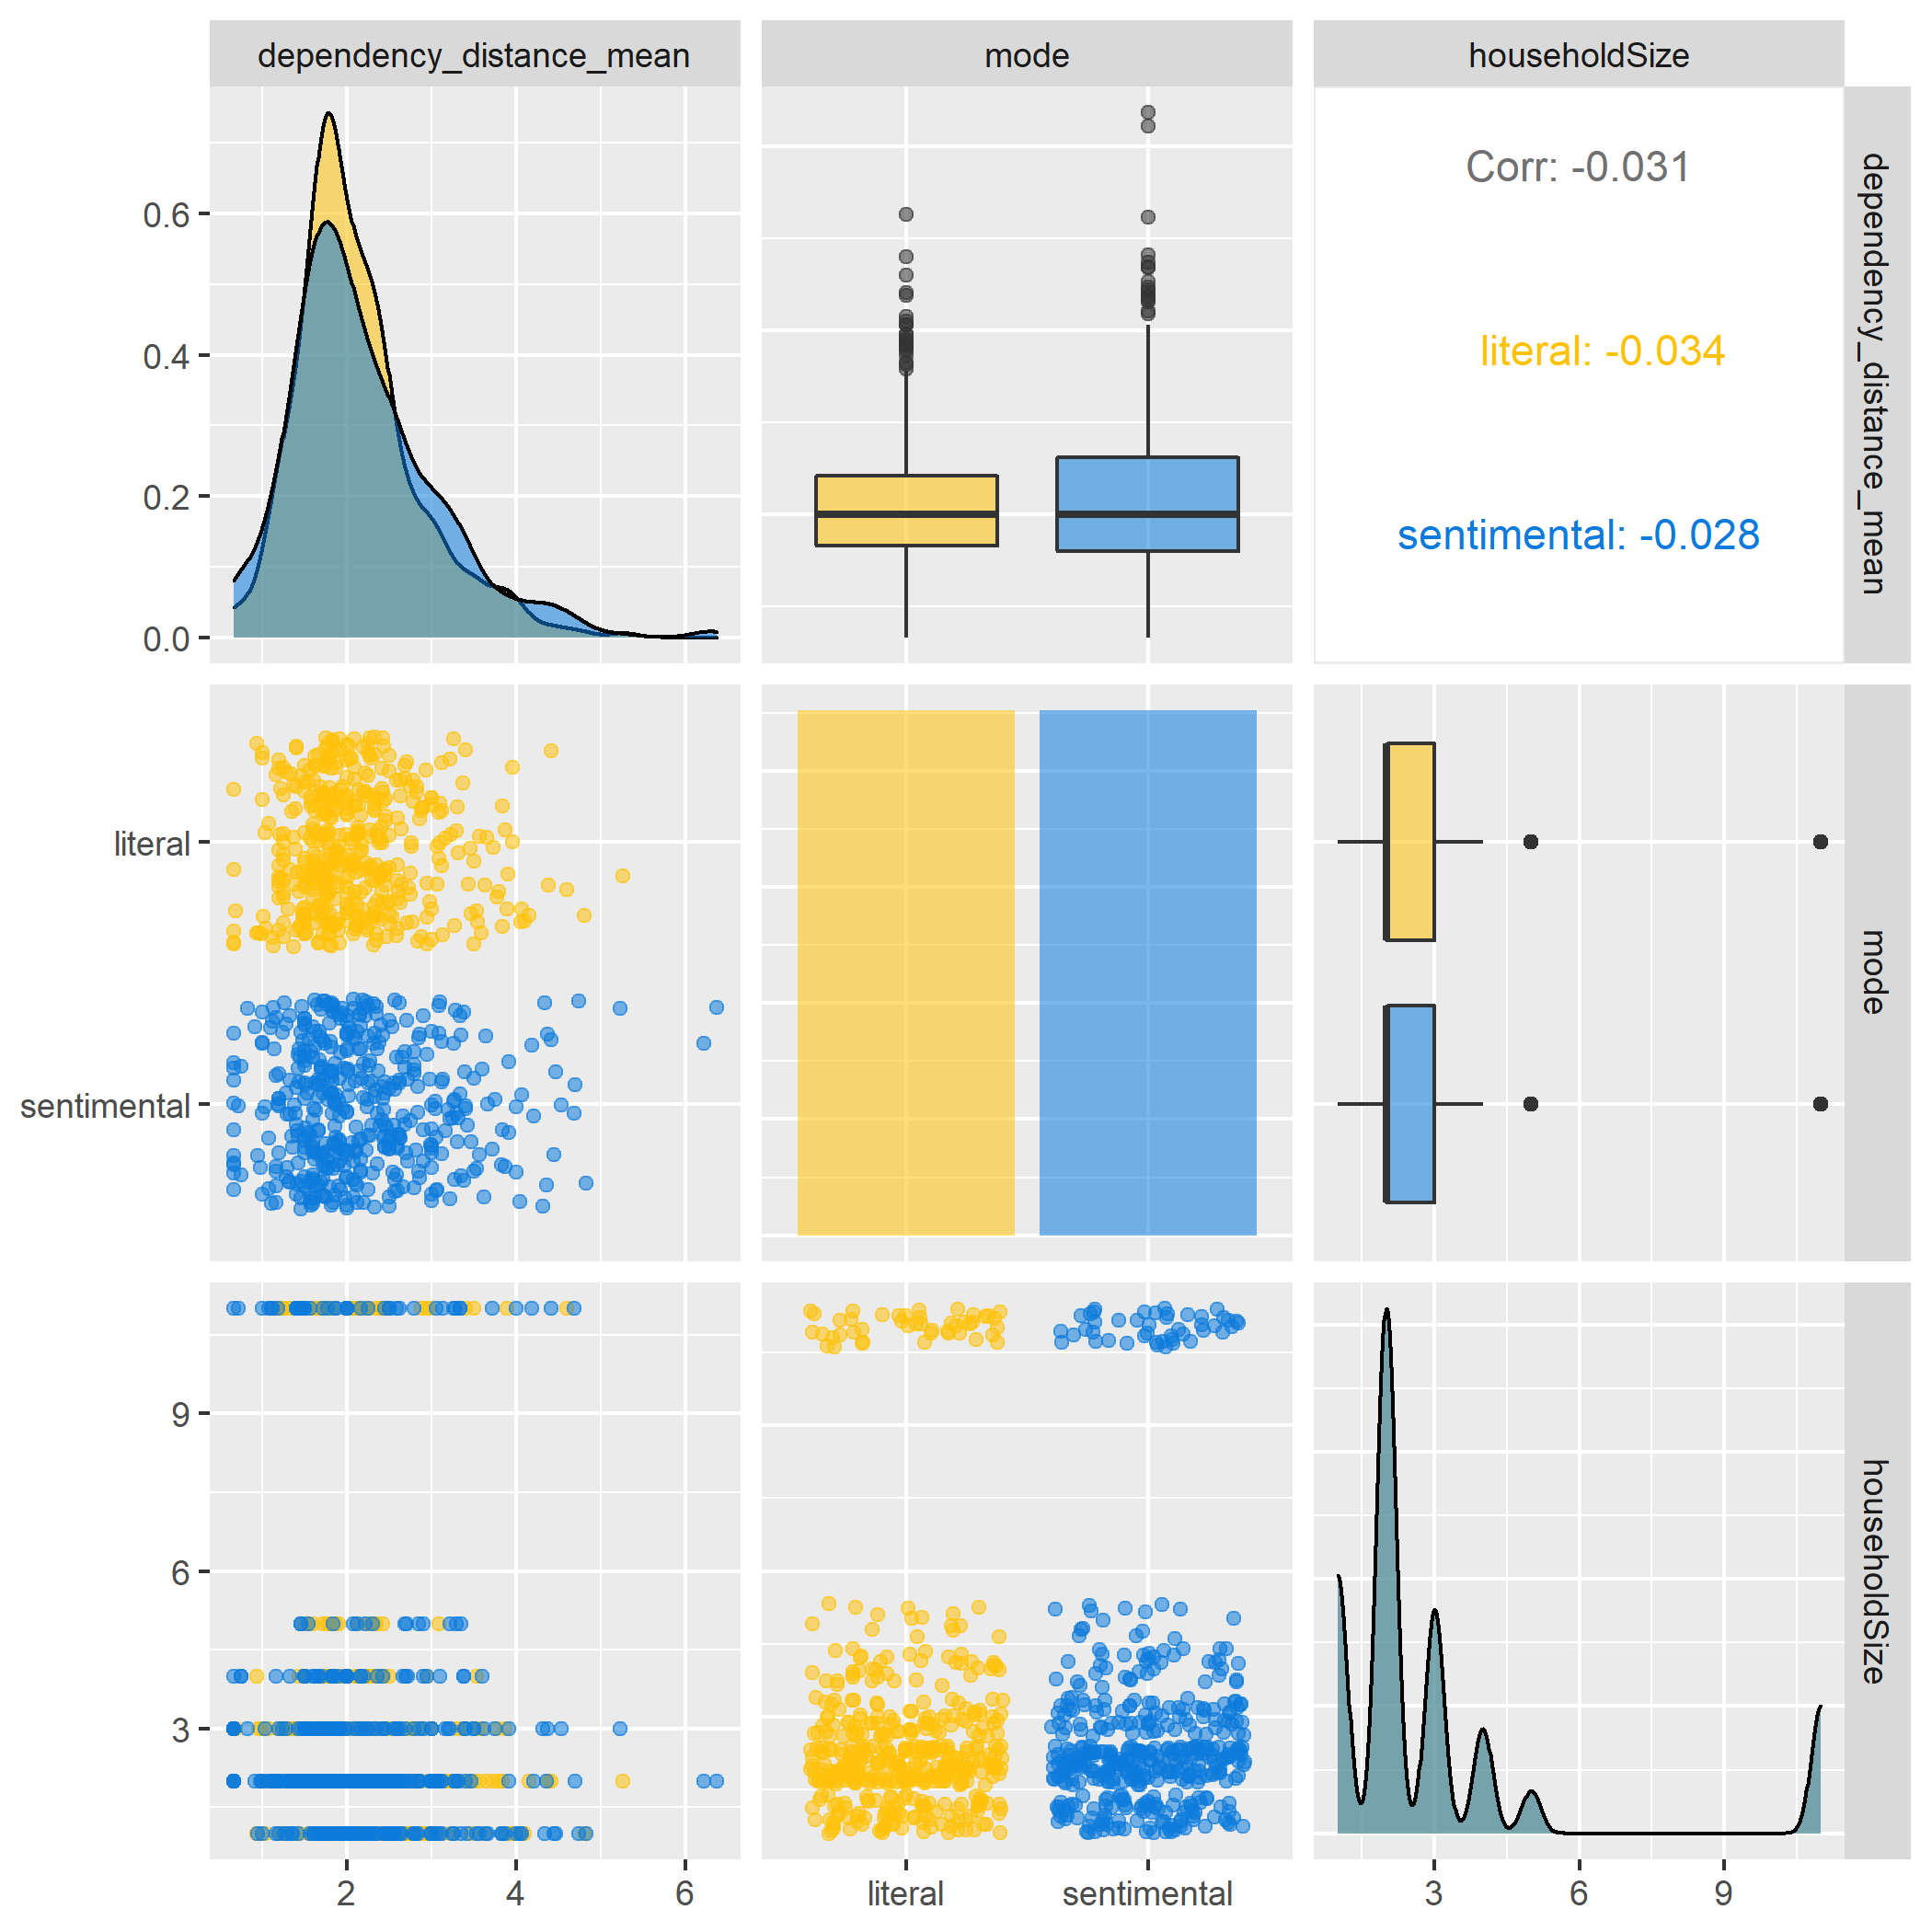 dependency_distance_mean
mode
householdSize
0.6
0.4
0.2
0.0
Corr: -0.031
literal: -0.034
sentimental: -0.028
dependency_distance_mean
literal
sentimental
mode
9
6
3
householdSize
2
4
6
literal
sentimental
3
6
9